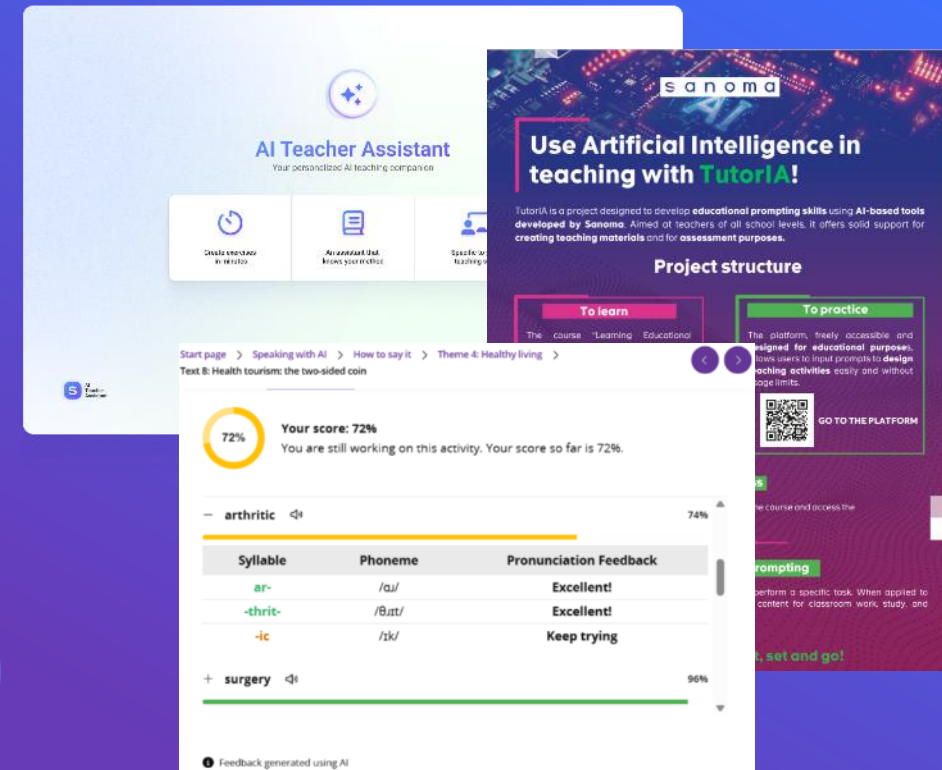 AI Teacher Assistant
Your personalized AI teaching companion
Create exercises
in minutes
An assistant that
knows your method
Specific to
teaching
S
AI
Teacher
Assistant
sanoma
AI
Use Artificial Intelligence in
teaching with TutorIA!
TutorIA is a project designed to develop educational prompting skills using AI-based tools
developed by Sanoma. Aimed at teachers of all school levels, it offers solid support for
creating teaching materials and for assessment purposes.
Project structure
To learn
The course "Learning Educational
To practice
The platform, freely accessible and
designed for educational purposes,
allows users to input prompts to design
teaching activities easily and without
usage limits.
GO TO THE PLATFORM
course and access the
rompting
perform a specific task. When applied to
content for classroom work, study, and
t, set and go!
Start page > Speaking with AI > How to say it > Theme 4: Healthy living >
Text 8: Health tourism: the two-sided coin
< >
72%
Your score: 72%
You are still working on this activity. Your score so far is 72%.
− arthritic 74%
Syllable Phoneme Pronunciation Feedback
ar- /ɑɹ/ Excellent!
-thrit- /θɹɪt/ Excellent!
-ic /ɪk/ Keep trying
+ surgery 96%
Feedback generated using AI